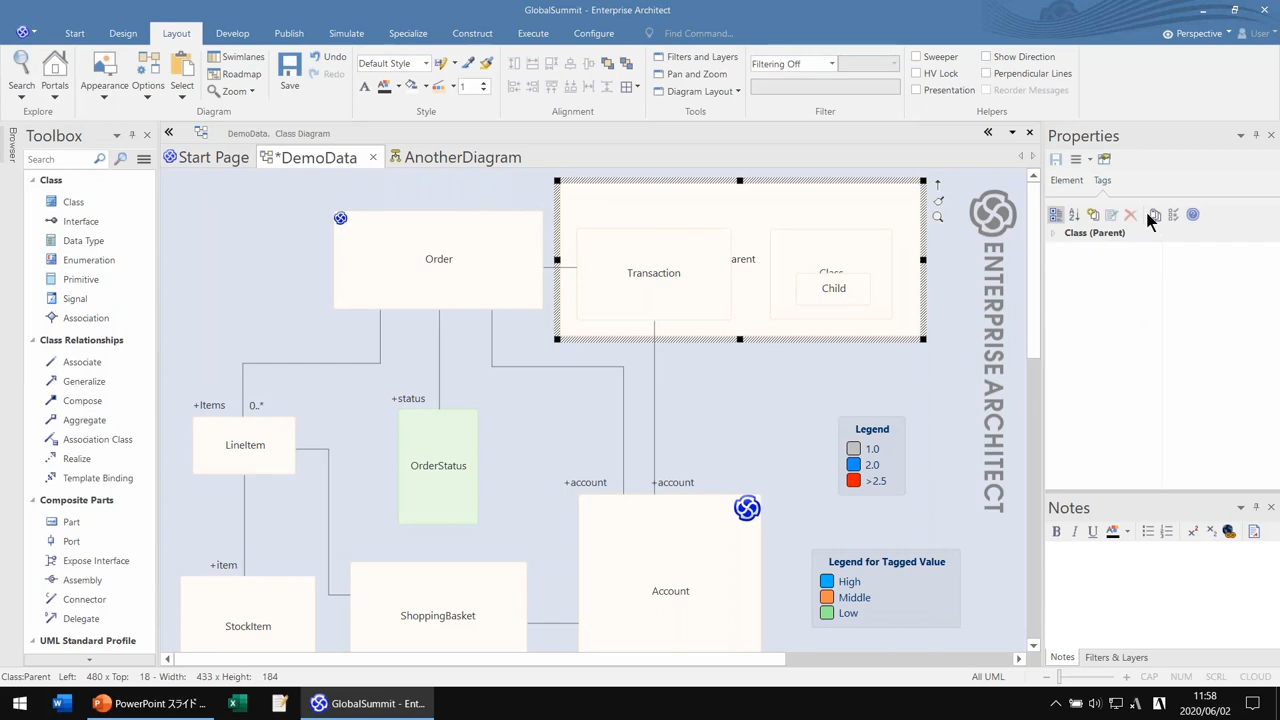 GlobalSummit - Enterprise Architect
Start
Design
Layout
Develop
Publish
Simulate
Specialize
Construct
Execute
Configure
Find Command...
Perspective
User
Search
Portals
Explore
Appearance
Options
Select
Swimlanes
Roadmap
Zoom
Diagram
Save
Undo
Redo
Default Style
1
Style
Alignment
Filters and Layers
Pan and Zoom
Diagram Layout
Tools
Filtering Off
Filter
Sweeper
HV Lock
Presentation
Show Direction
Perpendicular Lines
Reorder Messages
Helpers
Browser
Toolbox
Search
Class
Class
Interface
Data Type
Enumeration
Primitive
Signal
Association
Class Relationships
Associate
Generalize
Compose
Aggregate
Association Class
Realize
Template Binding
Composite Parts
Part
Port
Expose Interface
Assembly
Connector
Delegate
UML Standard Profile
DemoData. Class Diagram
Start Page
*DemoData
AnotherDiagram
Order
Transaction
arent
Class
Child
+Items
0..*
+status
LineItem
OrderStatus
+account
+account
+item
StockItem
ShoppingBasket
Account
Legend
1.0
2.0
>2.5
Legend for Tagged Value
High
Middle
Low
ENTERPRISE ARCHITECT
Properties
Element
Tags
Class (Parent)
Notes
B I U
Notes
Filters & Layers
Class:Parent Left: 480 x Top: 18 - Width: 433 x Height: 184
All UML
CAP
NUM
SCRL
CLOUD
PowerPoint スライド ...
GlobalSummit - Ent...
A
11:58
2020/06/02